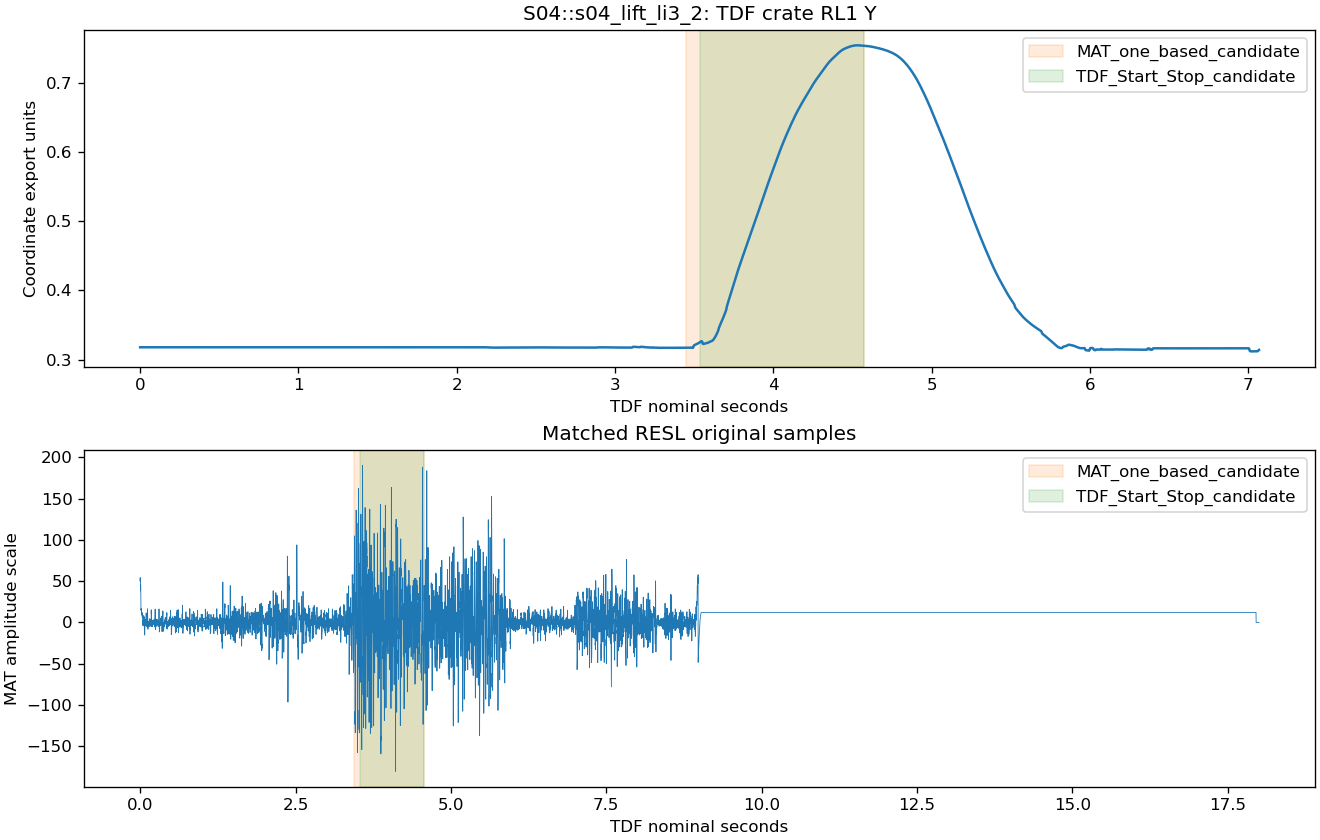 S04::s04_lift_li3_2: TDF crate RL1 Y
Coordinate export units
0.7
0.6
0.5
0.4
0.3
MAT_one_based_candidate
TDF_Start_Stop_candidate
0 1 2 3 4 5 6 7
TDF nominal seconds
Matched RESL original samples
MAT amplitude scale
200
150
100
50
0
−50
−100
−150
MAT_one_based_candidate
TDF_Start_Stop_candidate
0.0 2.5 5.0 7.5 10.0 12.5 15.0 17.5
TDF nominal seconds